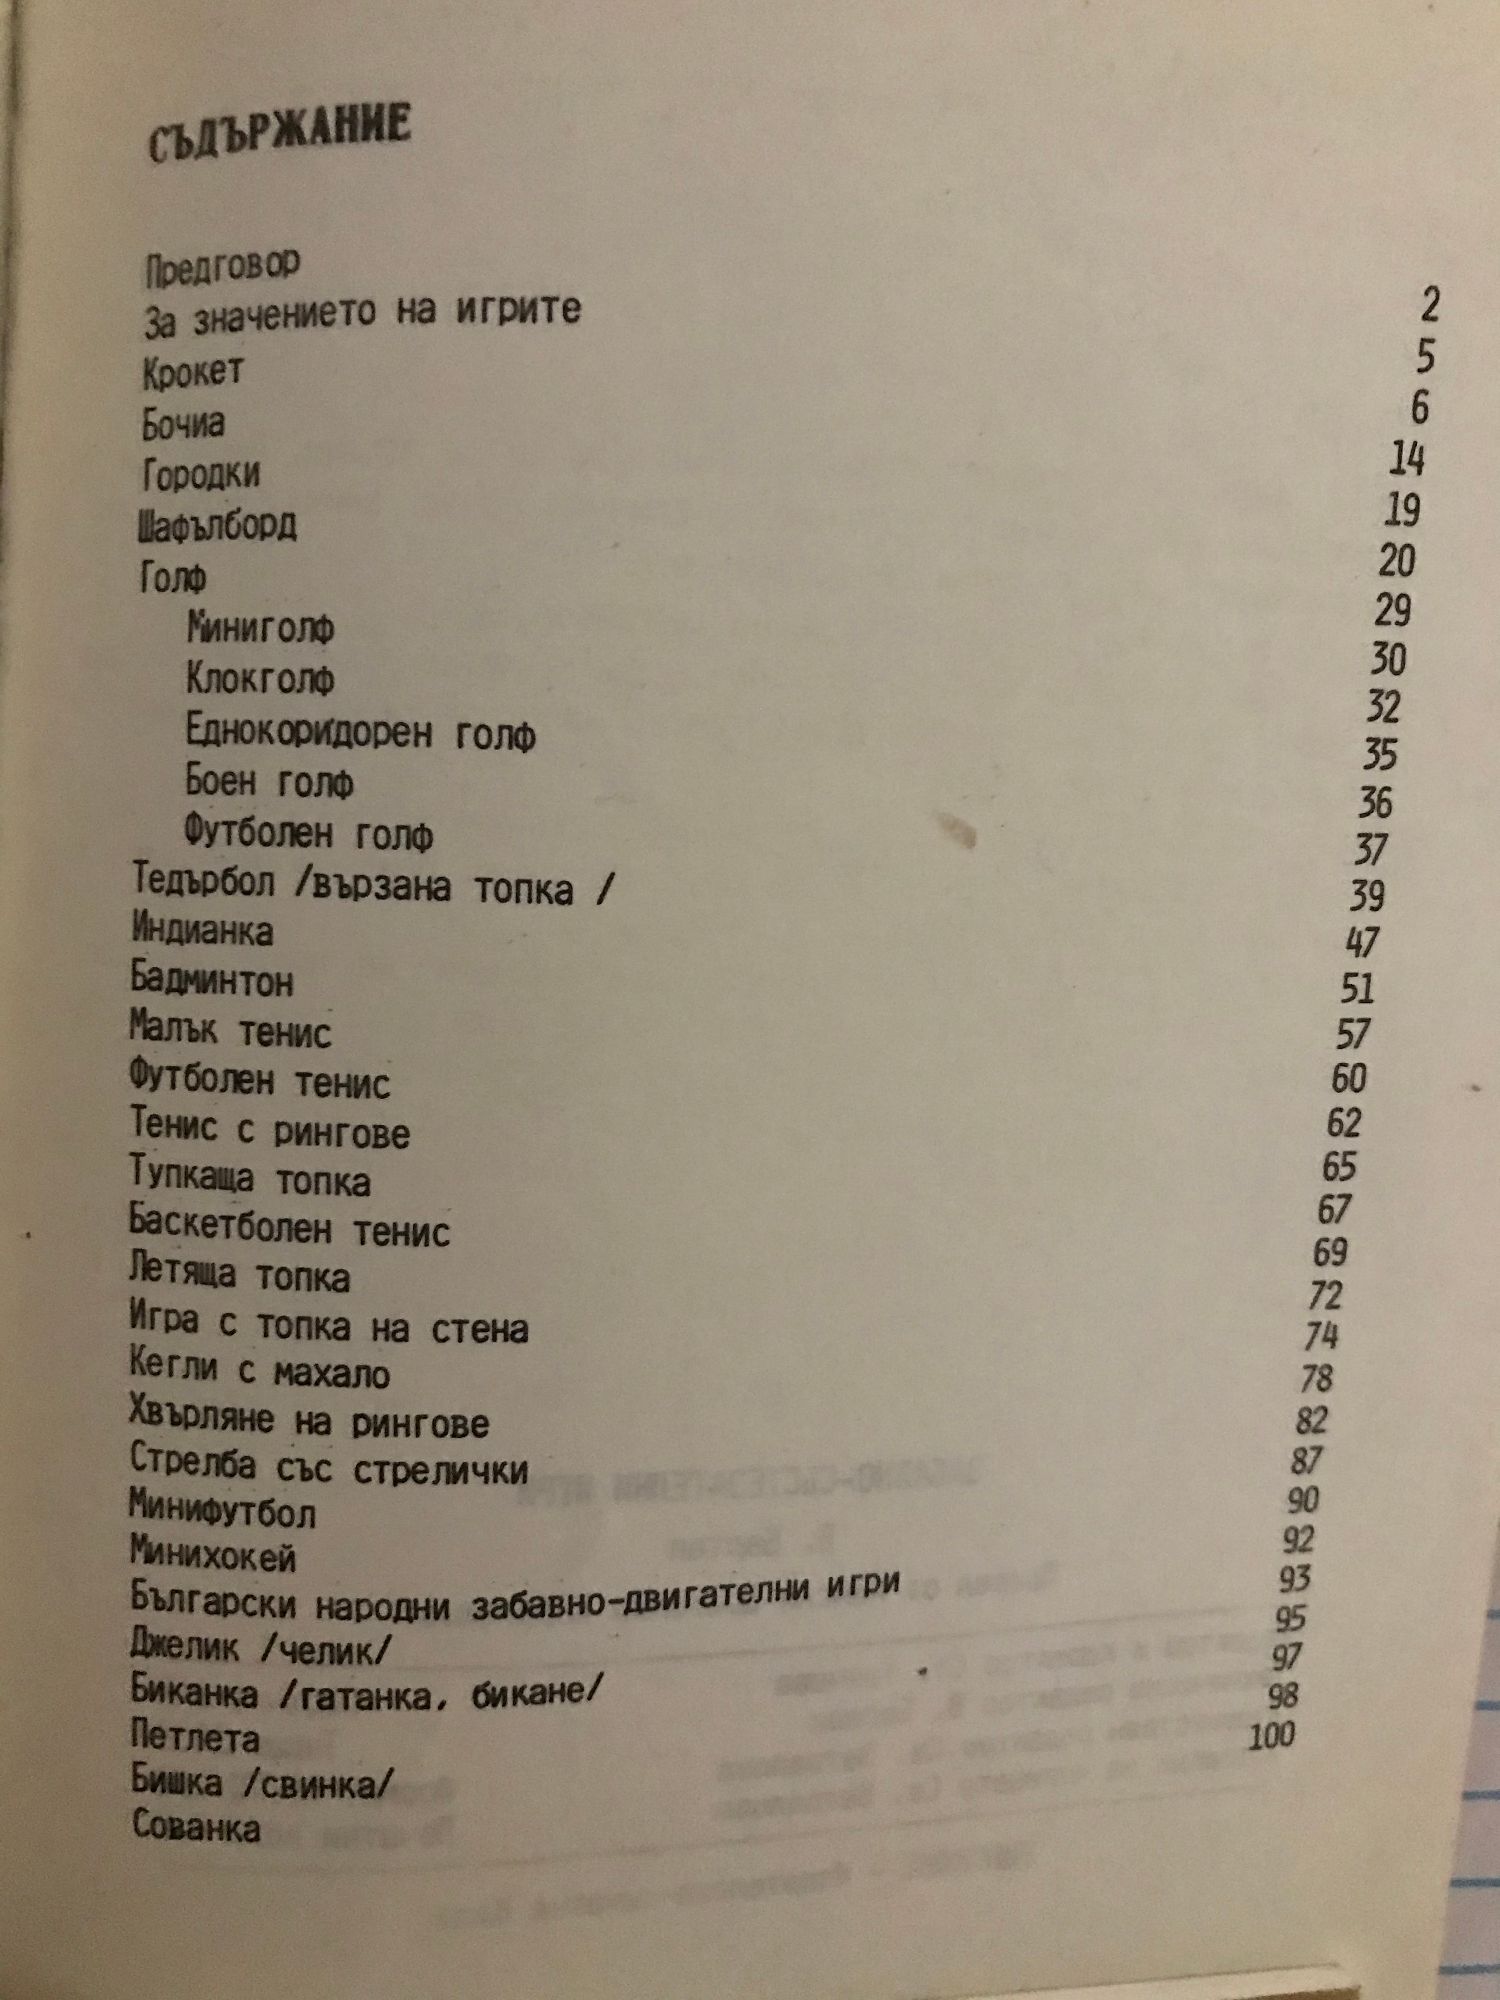 СЪДЪРЖАНИЕ
Предговор 2
За значението на игрите 5
Крокет 6
Бочиа 14
Городки 19
Шафълборд 20
Голф 29
Миниголф 30
Клокголф 32
Еднокоридорен голф 35
Боен голф 36
Футболен голф 37
Тедърбол /вързана топка / 39
Индианка 47
Бадминтон 51
Малък тенис 57
Футболен тенис 60
Тенис с рингове 62
Тупкаща топка 65
Баскетболен тенис 67
Летяща топка 69
Игра с топка на стена 72
Кегли с махало 74
Хвърляне на рингове 78
Стрелба със стрелички 82
Минифутбол 87
Минихокей 90
Български народни забавно-двигателни игри 92
Джелик /челик/ 93
Биканка /гатанка, бикане/ 95
Петлета 97
Бишка /свинка/ 98
Сованка 100